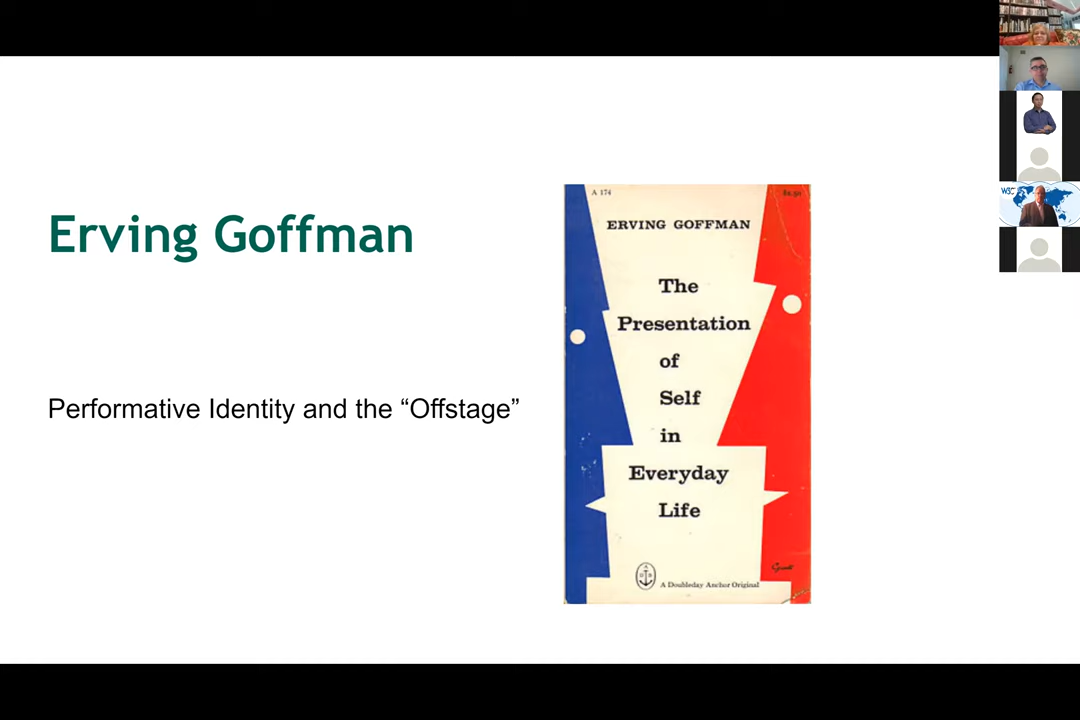 Erving Goffman
Performative Identity and the “Offstage”
A 174
ERVING GOFFMAN
The
Presentation
of
Self
in
Everyday
Life
A Doubleday Anchor Original